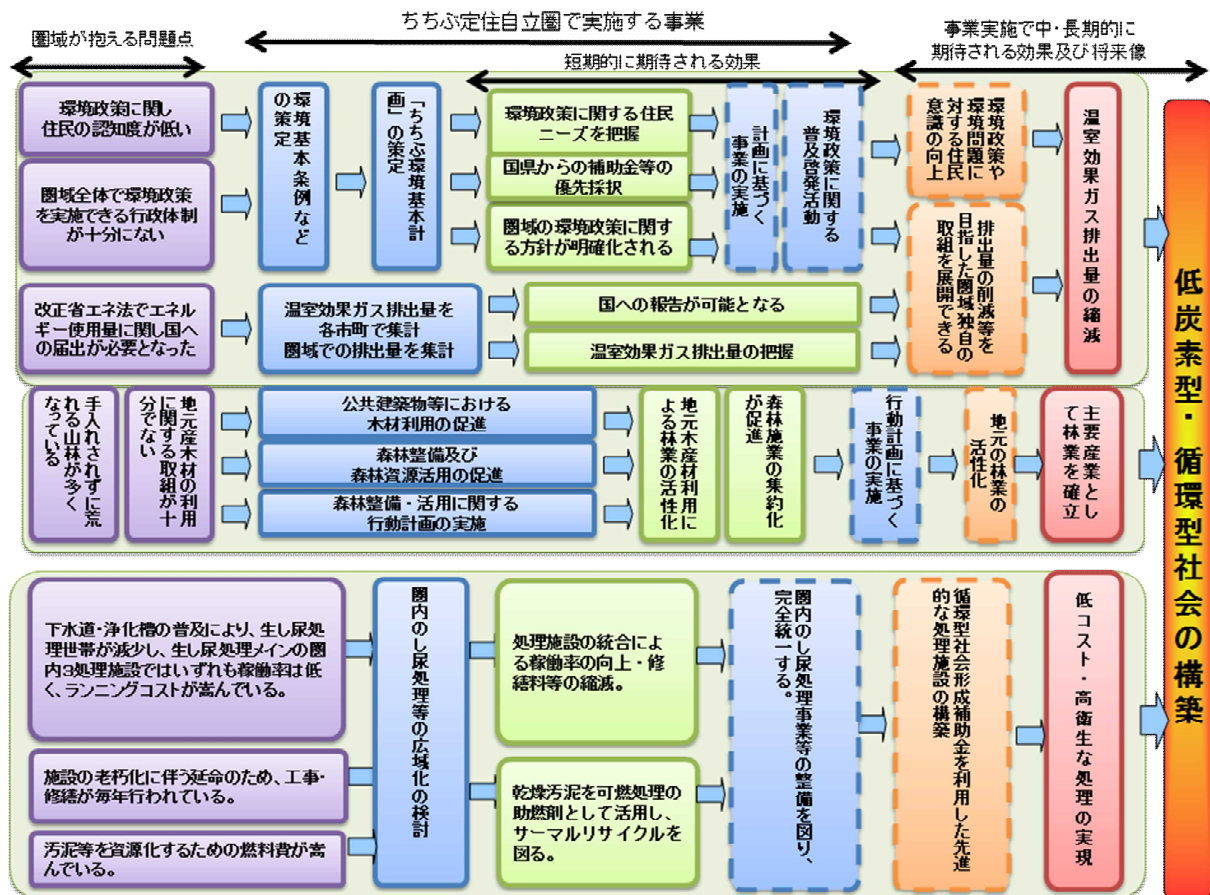 圏域が抱える問題点
ちちぶ定住自立圏で実施する事業
短期的に期待される効果
事業実施で中・長期的に
期待される効果及び将来像
環境政策に関し
住民の認知度が低い
圏域全体で環境政策
を実施できる行政体制
が十分にない
環境基本条例など
の策定
「ちちぶ環境基本計
画」の策定
環境政策に関する住民
ニーズを把握
国県からの補助金等の
優先採択
圏域の環境政策に関す
る方針が明確化される
計画に基づく
事業の実施
環境政策に関する
普及啓発活動
環境政策や
環境問題に
対する住民
意識の向上
排出量の削減等を
目指した圏域独自の
取組を展開できる
温室効果ガス排出量の縮減
改正省エネ法でエネル
ギー使用量に関し国へ
の届出が必要となった
温室効果ガス排出量を
各市町で集計
圏域での排出量を集計
国への報告が可能となる
温室効果ガス排出量の把握
手入れされずに荒
れる山林が多く
なっている
地元産木材の利用
に関する取組が十
分でない
公共建築物等における
木材利用の促進
森林整備及び
森林資源活用の促進
森林整備・活用に関する
行動計画の実施
地元木産材利用に
よる林業の活性化
森林施業の集約化
が促進
行動計画に基づく
事業の実施
地元の林業の
活性化
主要産業とし
て林業を確立
下水道・浄化槽の普及により、生し尿処
理世帯が減少し、生し尿処理メインの圏
内3処理施設ではいずれも稼働率は低
く、ランニングコストが嵩んでいる。
施設の老朽化に伴う延命のため、工事・
修繕が毎年行われている。
汚泥等を資源化するための燃料費が嵩
んでいる。
圏内のし尿処理等の広域化の検討
処理施設の統合によ
る稼働率の向上・修
繕料等の縮減。
乾燥汚泥を可燃処理の
助燃剤として活用し、
サーマルリサイクルを
図る。
圏内のし尿処理事業等の整備を図り、
完全統一する。
循環型社会形成補助金を利用した先進
的な処理施設の構築
低コスト・高衛生な処理の実現
低炭素型・循環型社会の構築